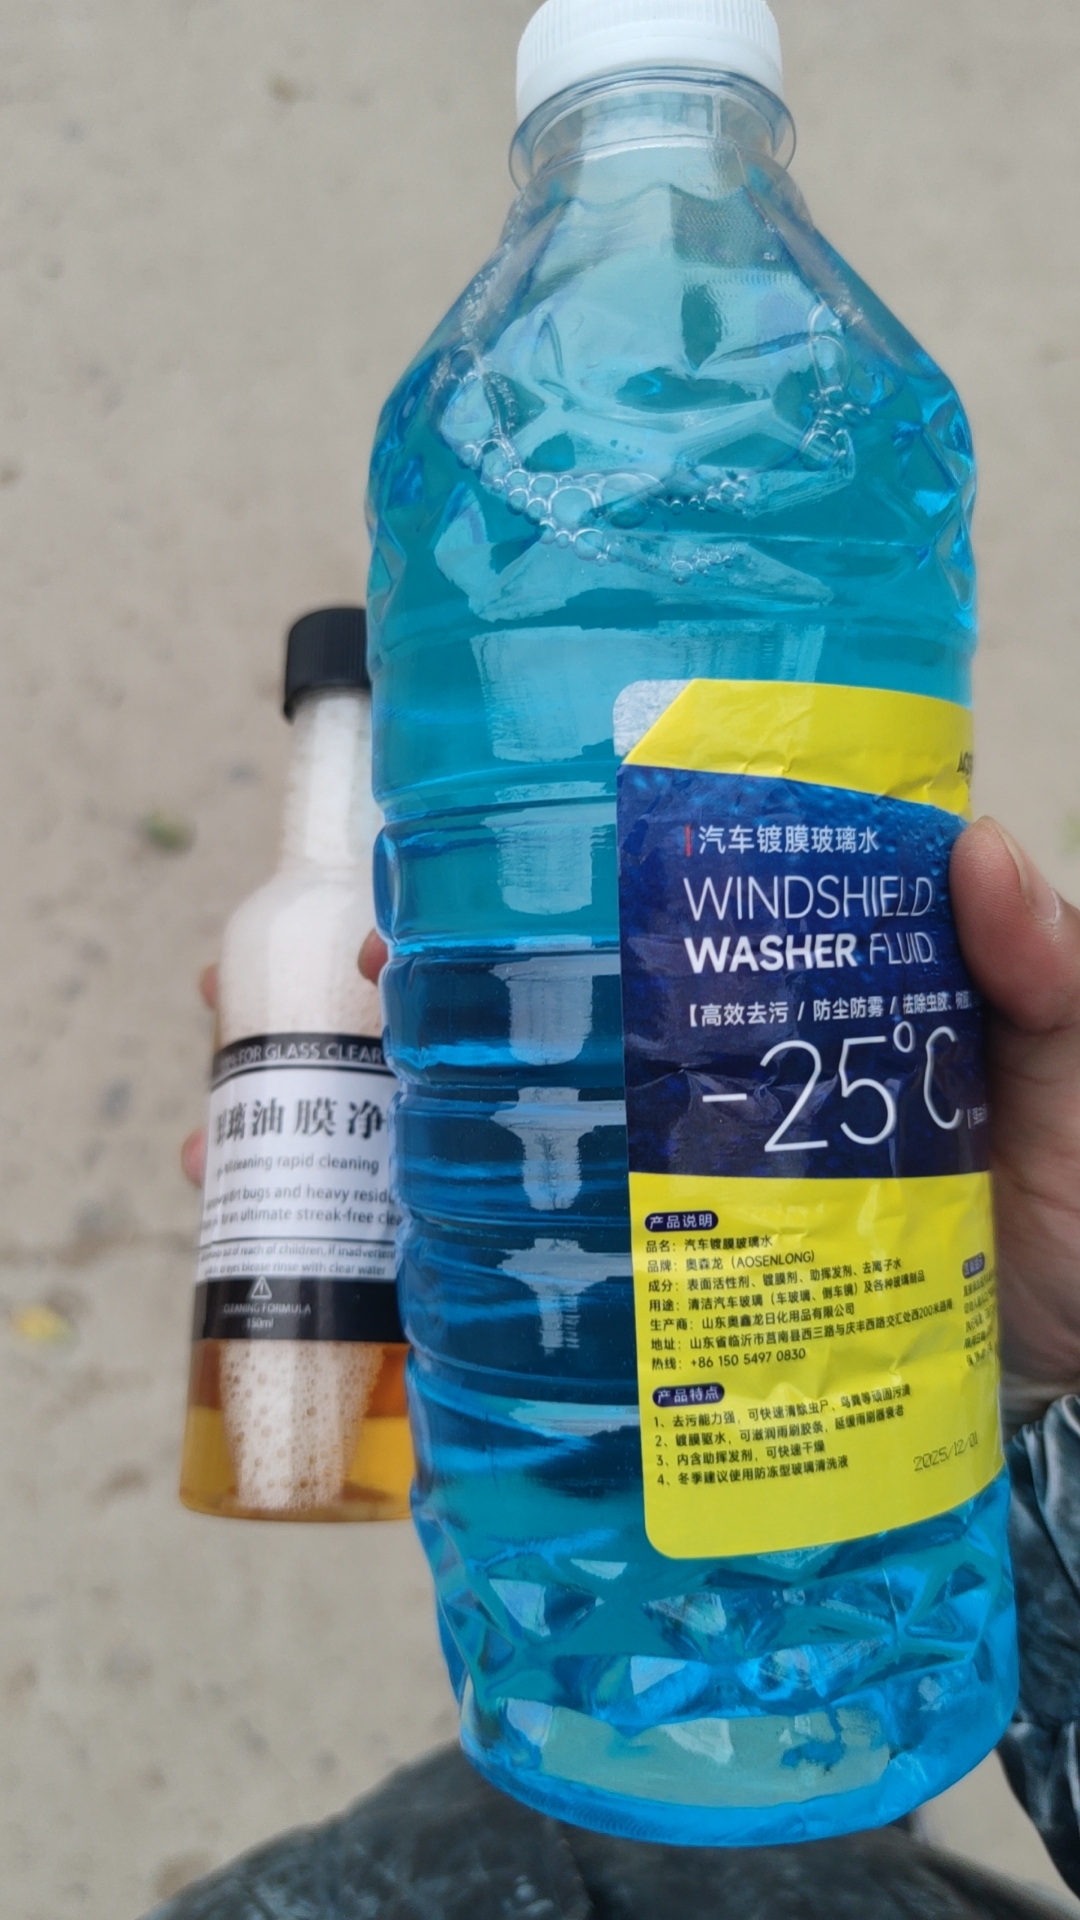 汽车镀膜玻璃水
WINDSHIELD
WASHER FLUID
【高效去污 / 防尘防雾 / 祛除虫胶、
-25℃
产品说明
品名：汽车镀膜玻璃水
品牌：奥森龙（AOSENLONG）
成分：表面活性剂、镀膜剂、助挥发剂、去离子水
用途：清洁汽车玻璃（车玻璃、倒车镜）及各种玻璃制品
生产商：山东奥鑫龙日化用品有限公司
地址：山东省临沂市莒南县西三路与庆丰西路交汇处西200米路南
热线：+86 150 5497 0830
产品特点
1、去污能力强，可快速清除虫尸、鸟粪等顽固污渍
2、镀膜驱水，可滋润雨刷胶条，延缓雨刷器衰老
3、内含助挥发剂，可快速干燥
4、冬季建议使用防冻型玻璃清洗液
2025/12/01
FOR GLASS CLEAR
璃油膜净
cleaning rapid cleaning
dirt bugs and heavy resid
an ultimate streak-free clea
out of reach of children, if inadvertent
eyes please rinse with clear water
CLEANING FORMULA
150ml